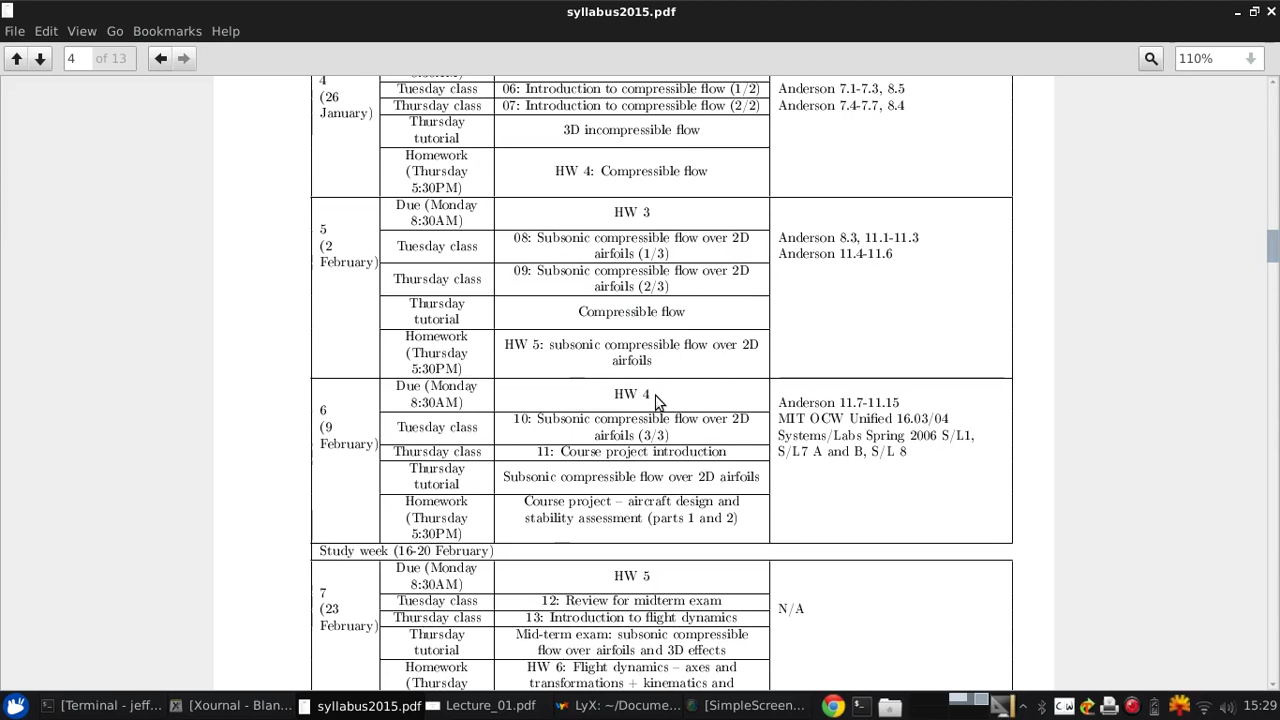 syllabus2015.pdf
File Edit View Go Bookmarks Help
4 of 13 110%
4
(26
January)
Tuesday class 06: Introduction to compressible flow (1/2) Anderson 7.1-7.3, 8.5
Thursday class 07: Introduction to compressible flow (2/2) Anderson 7.4-7.7, 8.4
Thursday
tutorial
3D incompressible flow
Homework
(Thursday
5:30PM)
HW 4: Compressible flow
5
(2
February)
Due (Monday
8:30AM)
HW 3
Tuesday class
08: Subsonic compressible flow over 2D
airfoils (1/3)
Thursday class
09: Subsonic compressible flow over 2D
airfoils (2/3)
Thursday
tutorial
Compressible flow
Homework
(Thursday
5:30PM)
HW 5: subsonic compressible flow over 2D
airfoils
Anderson 8.3, 11.1-11.3
Anderson 11.4-11.6
6
(9
February)
Due (Monday
8:30AM)
HW 4
Tuesday class
10: Subsonic compressible flow over 2D
airfoils (3/3)
Thursday class 11: Course project introduction
Thursday
tutorial
Subsonic compressible flow over 2D airfoils
Homework
(Thursday
5:30PM)
Course project – aircraft design and
stability assessment (parts 1 and 2)
Anderson 11.7-11.15
MIT OCW Unified 16.03/04
Systems/Labs Spring 2006 S/L1,
S/L7 A and B, S/L 8
Study week (16-20 February)
7
(23
February)
Due (Monday
8:30AM)
HW 5
Tuesday class 12: Review for midterm exam
Thursday class 13: Introduction to flight dynamics
Thursday
tutorial
Mid-term exam: subsonic compressible
flow over airfoils and 3D effects
Homework
(Thursday
HW 6: Flight dynamics – axes and
transformations + kinematics and
N/A
[Terminal - jeff... [Xournal - Blan... syllabus2015.pdf Lecture_01.pdf LyX: ~/Docume... [SimpleScreen... CW 15:29